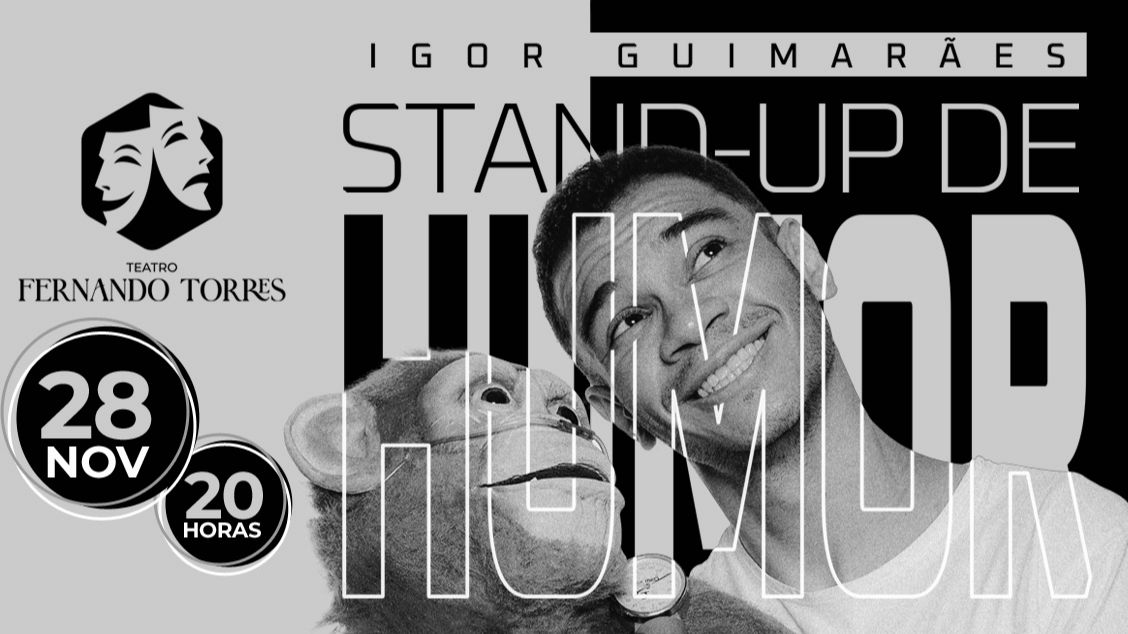 IGOR GUIMARÃES
STAND-UP DE
HUMOR
TEATRO
FERNANDO TORRES
28
NOV
20
HORAS